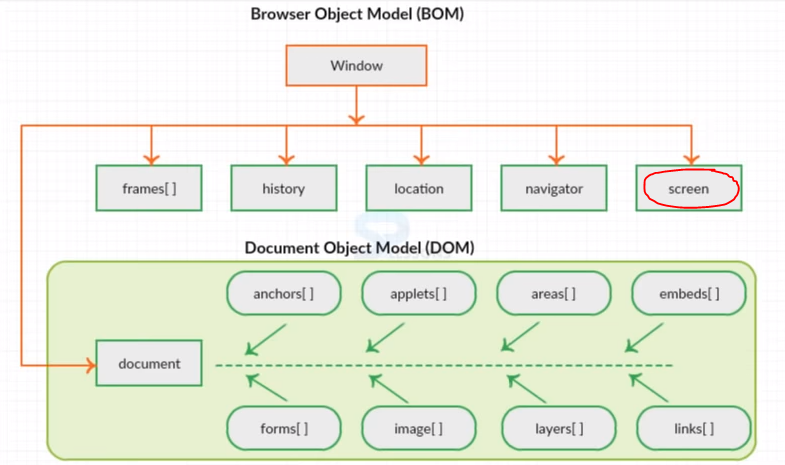 Browser Object Model (BOM)
Window
frames[ ]
history
location
navigator
screen
Document Object Model (DOM)
anchors[ ]
applets[ ]
areas[ ]
embeds[ ]
document
forms[ ]
image[ ]
layers[ ]
links[ ]